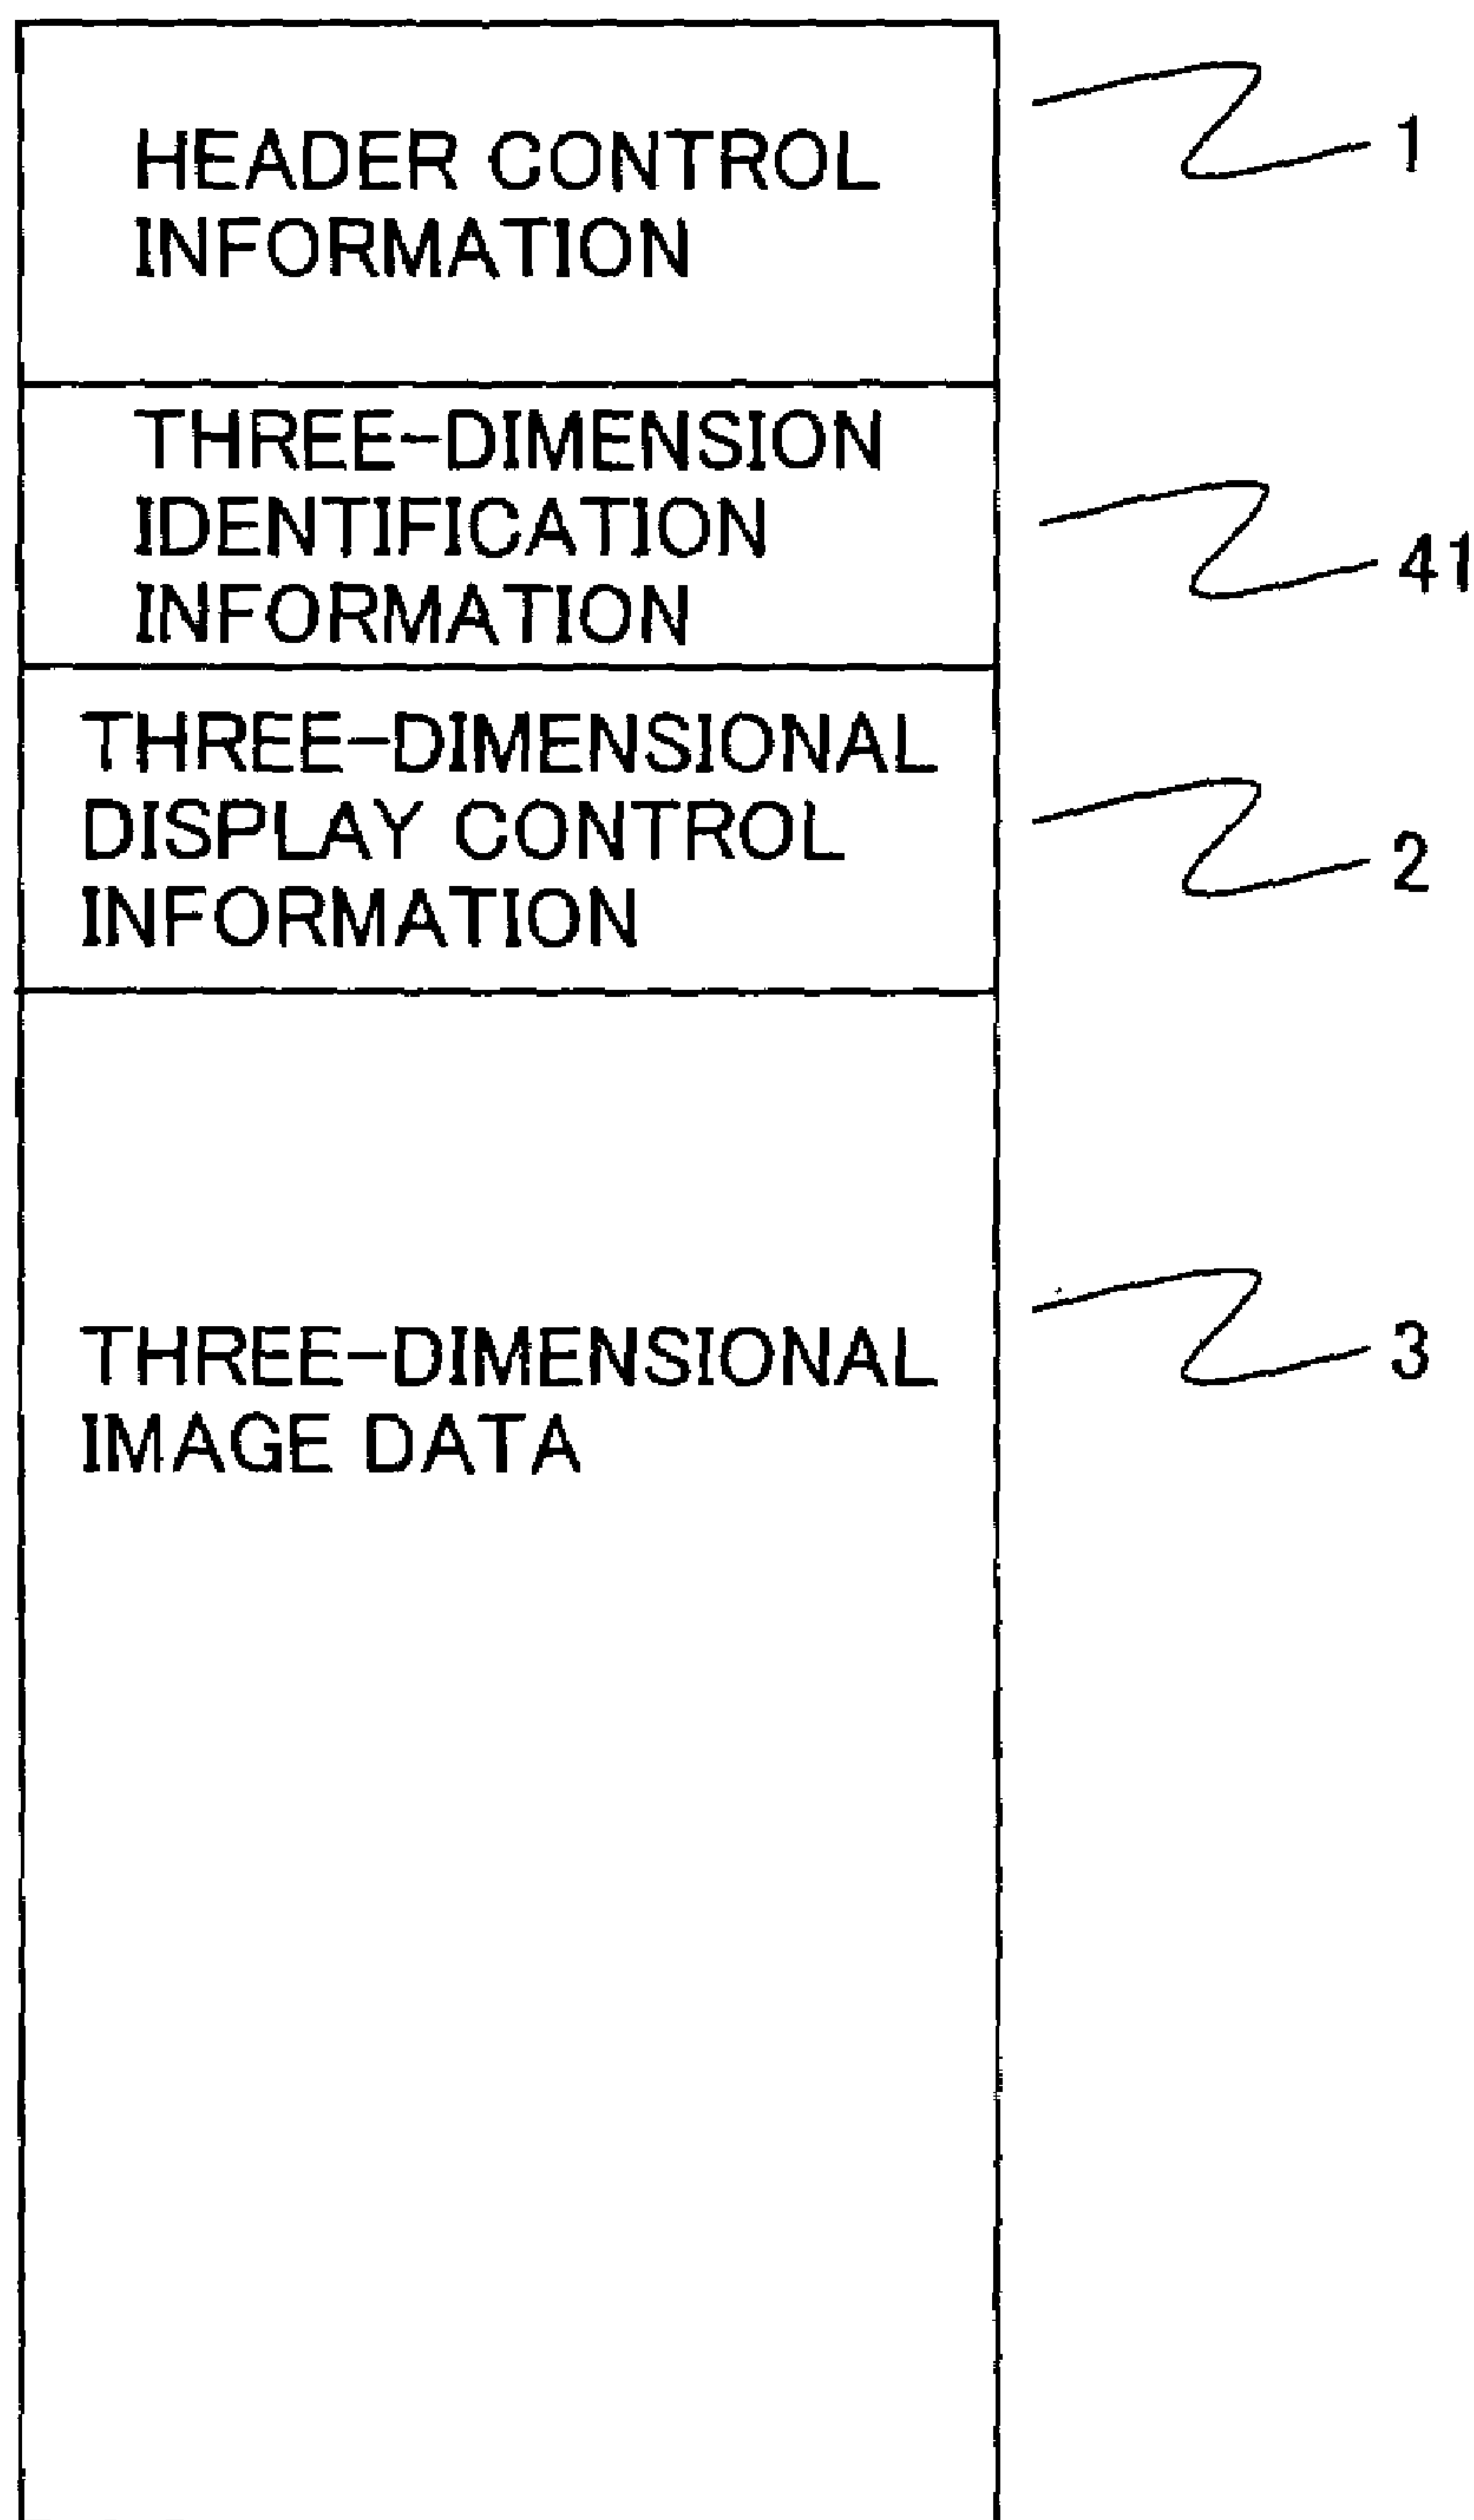 HEADER CONTROL
INFORMATION
1
THREE-DIMENSION
IDENTIFICATION
INFORMATION
41
THREE-DIMENSIONAL
DISPLAY CONTROL
INFORMATION
2
THREE-DIMENSIONAL
IMAGE DATA
3